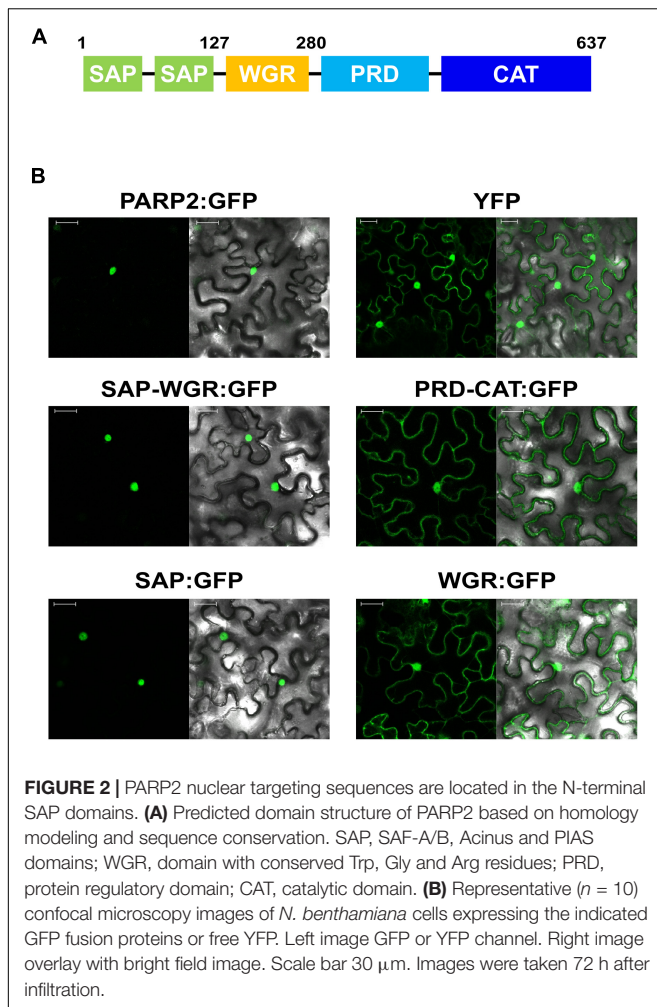 A
1 127 280 637
SAP SAP WGR PRD CAT
B
PARP2:GFP YFP
SAP-WGR:GFP PRD-CAT:GFP
SAP:GFP WGR:GFP
FIGURE 2 | PARP2 nuclear targeting sequences are located in the N-terminal
SAP domains. (A) Predicted domain structure of PARP2 based on homology
modeling and sequence conservation. SAP, SAF-A/B, Acinus and PIAS
domains; WGR, domain with conserved Trp, Gly and Arg residues; PRD,
protein regulatory domain; CAT, catalytic domain. (B) Representative (n = 10)
confocal microscopy images of N. benthamiana cells expressing the indicated
GFP fusion proteins or free YFP. Left image GFP or YFP channel. Right image
overlay with bright field image. Scale bar 30 μm. Images were taken 72 h after
infiltration.